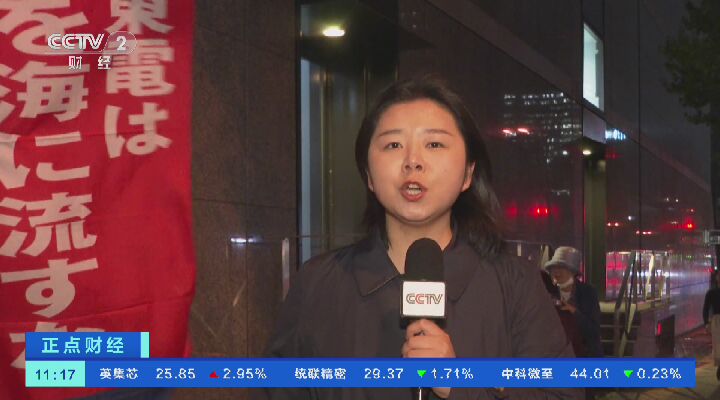 CCTV 2
财 经
東電は
を海に流すな
CCTV
正点财经
11:17 英集芯 25.85 ▲ 2.95% 统联精密 29.37 ▼ 1.71% 中科微至 44.01 ▼ 0.23%